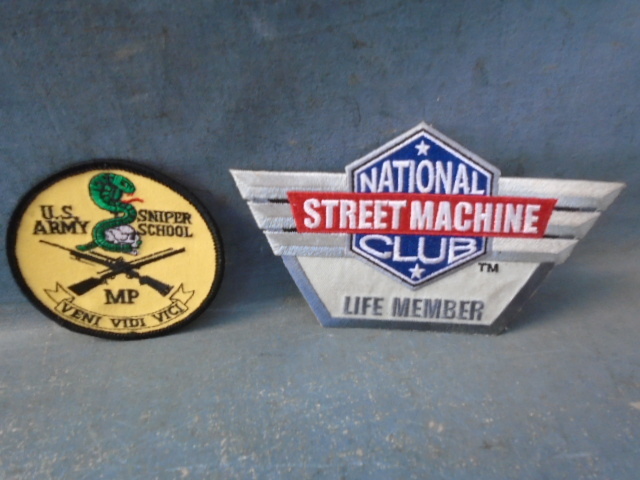 U.S.
ARMY
SNIPER
SCHOOL
MP
VENI VIDI VICI
NATIONAL
STREET MACHINE
CLUB
TM
LIFE MEMBER